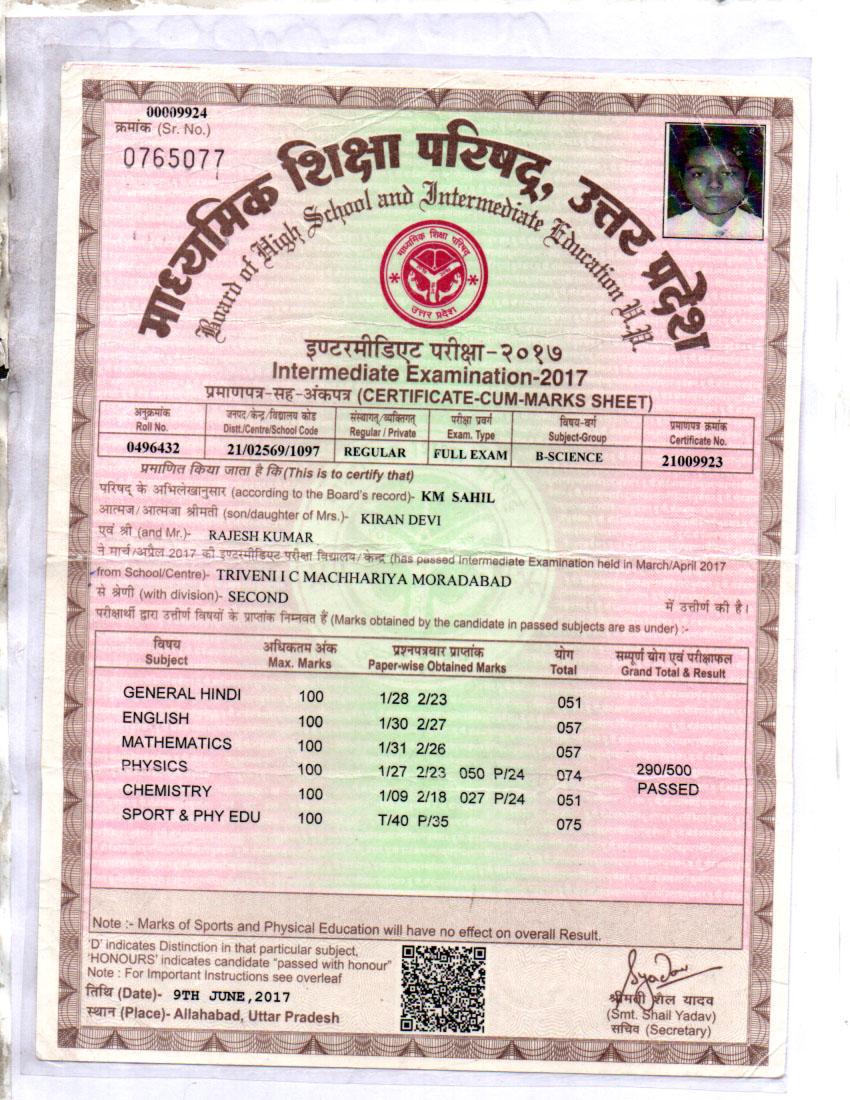 00009924
क्रमांक (Sr. No.)
0765077
माध्यमिक शिक्षा परिषद्, उत्तर प्रदेश
Board of High School and Intermediate Education U.P.
माध्यमिक शिक्षा परिषद्
उत्तर प्रदेश
इण्टरमीडिएट परीक्षा-२०१७
Intermediate Examination-2017
प्रमाणपत्र-सह-अंकपत्र (CERTIFICATE-CUM-MARKS SHEET)
अनुक्रमांक जनपद/केन्द्र/विद्यालय कोड संस्थागत/व्यक्तिगत परीक्षा प्रवर्ग विषय-वर्ग प्रमाणपत्र क्रमांक
Roll No. Distt./Centre/School Code Regular / Private Exam. Type Subject-Group Certificate No.
0496432 21/02569/1097 REGULAR FULL EXAM B-SCIENCE 21009923
प्रमाणित किया जाता है कि (This is to certify that)
परिषद् के अभिलेखानुसार (according to the Board's record)- KM SAHIL
आत्मज/आत्मजा श्रीमती (son/daughter of Mrs.)- KIRAN DEVI
एवं श्री (and Mr.)- RAJESH KUMAR
ने मार्च/अप्रैल 2017 की इण्टरमीडिएट परीक्षा विद्यालय/केन्द्र (has passed Intermediate Examination held in March/April 2017
from School/Centre)- TRIVENI I C MACHHARIYA MORADABAD
से श्रेणी (with division)- SECOND में उत्तीर्ण की है।
परीक्षार्थी द्वारा उत्तीर्ण विषयों के प्राप्तांक निम्नवत हैं (Marks obtained by the candidate in passed subjects are as under) :-
विषय अधिकतम अंक प्रश्नपत्रवार प्राप्तांक योग सम्पूर्ण योग एवं परीक्षाफल
Subject Max. Marks Paper-wise Obtained Marks Total Grand Total & Result
GENERAL HINDI 100 1/28 2/23 051
ENGLISH 100 1/30 2/27 057
MATHEMATICS 100 1/31 2/26 057
PHYSICS 100 1/27 2/23 050 P/24 074 290/500
CHEMISTRY 100 1/09 2/18 027 P/24 051 PASSED
SPORT & PHY EDU 100 T/40 P/35 075
Note :- Marks of Sports and Physical Education will have no effect on overall Result.
'D' indicates Distinction in that particular subject,
'HONOURS' indicates candidate "passed with honour"
Note : For Important Instructions see overleaf
तिथि (Date)- 9TH JUNE,2017
स्थान (Place)- Allahabad, Uttar Pradesh
Syadav
श्रीमती शैल यादव
(Smt. Shail Yadav)
सचिव (Secretary)